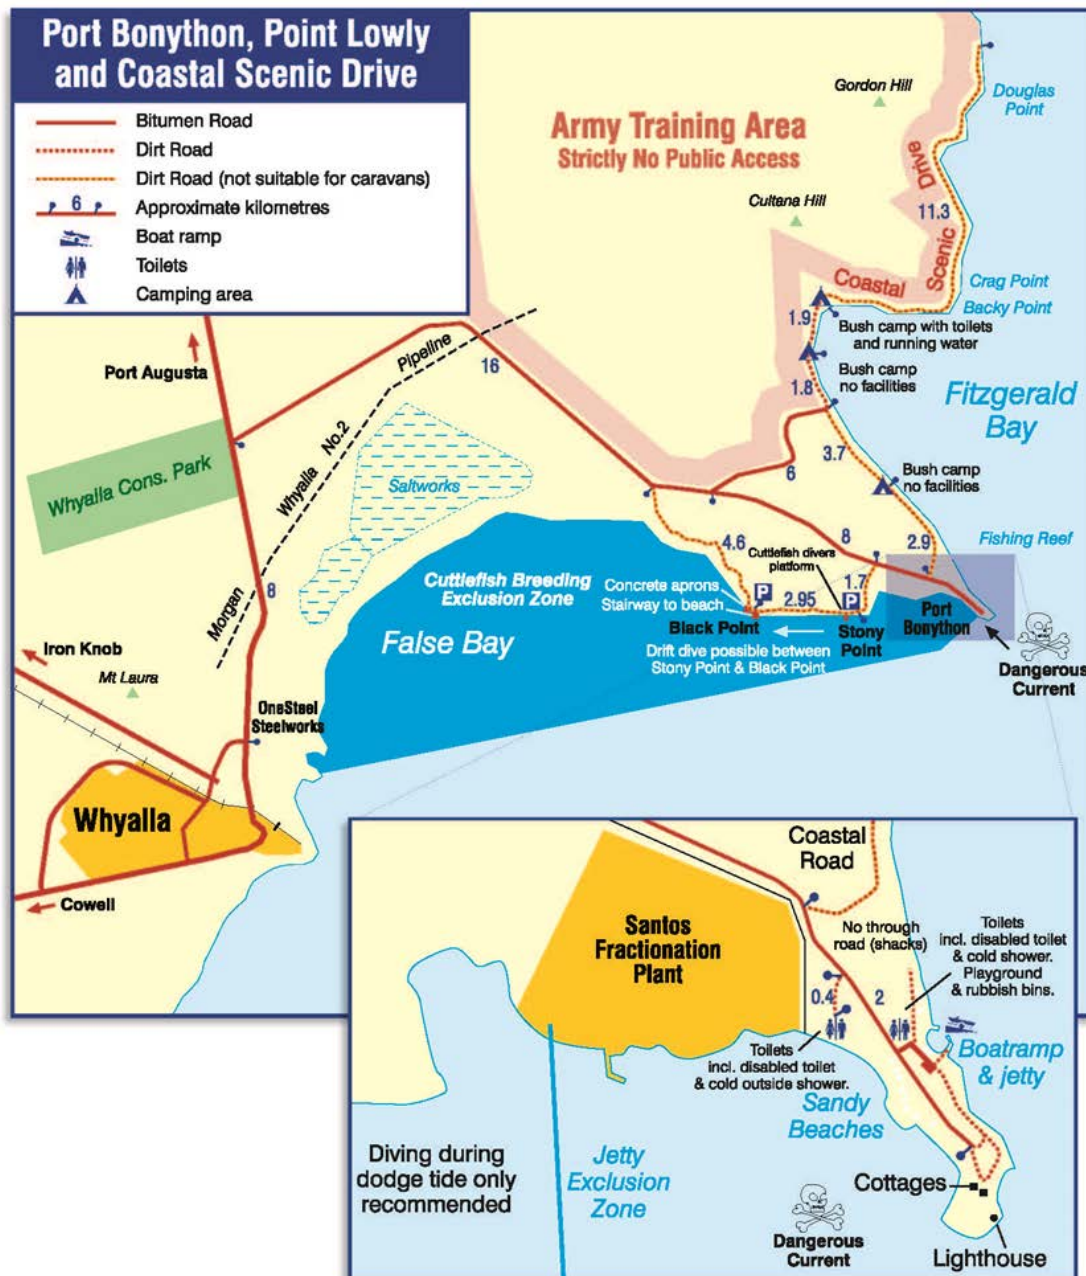 Port Bonython, Point Lowly
and Coastal Scenic Drive
Bitumen Road
Dirt Road
Dirt Road (not suitable for caravans)
6
Approximate kilometres
Boat ramp
Toilets
Camping area
Army Training Area
Strictly No Public Access
Gordon Hill
Douglas
Point
Cultana Hill
Coastal
Scenic
Drive
11.3
Crag Point
Backy Point
1.9
Bush camp with toilets
and running water
Bush camp
no facilities
1.8
Fitzgerald
Bay
Port Augusta
Pipeline
16
No.2
Whyalla
Morgan
Whyalla Cons. Park
Saltworks
6
3.7
Bush camp
no facilities
8
4.6
8
2.9
Fishing Reef
Cuttlefish divers
platform
1.7
Cuttlefish Breeding
Exclusion Zone
Concrete aprons
Stairway to beach
P
2.95
P
Black Point
Stony
Point
Port
Bonython
False Bay
Drift dive possible between
Stony Point & Black Point
Dangerous
Current
Iron Knob
Mt Laura
OneSteel
Steelworks
Whyalla
Cowell
Coastal
Road
Santos
Fractionation
Plant
No through
road (shacks)
Toilets
incl. disabled toilet
& cold shower.
Playground
& rubbish bins.
0.4
2
Toilets
incl. disabled toilet
& cold outside shower.
Boatramp
& jetty
Sandy
Beaches
Diving during
dodge tide only
recommended
Jetty
Exclusion
Zone
Cottages
Dangerous
Current
Lighthouse